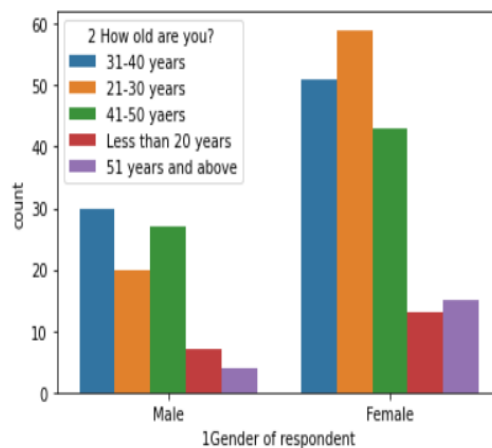 60
50
40
30
20
10
0
count
2 How old are you?
31-40 years
21-30 years
41-50 yaers
Less than 20 years
51 years and above
Male
Female
1Gender of respondent